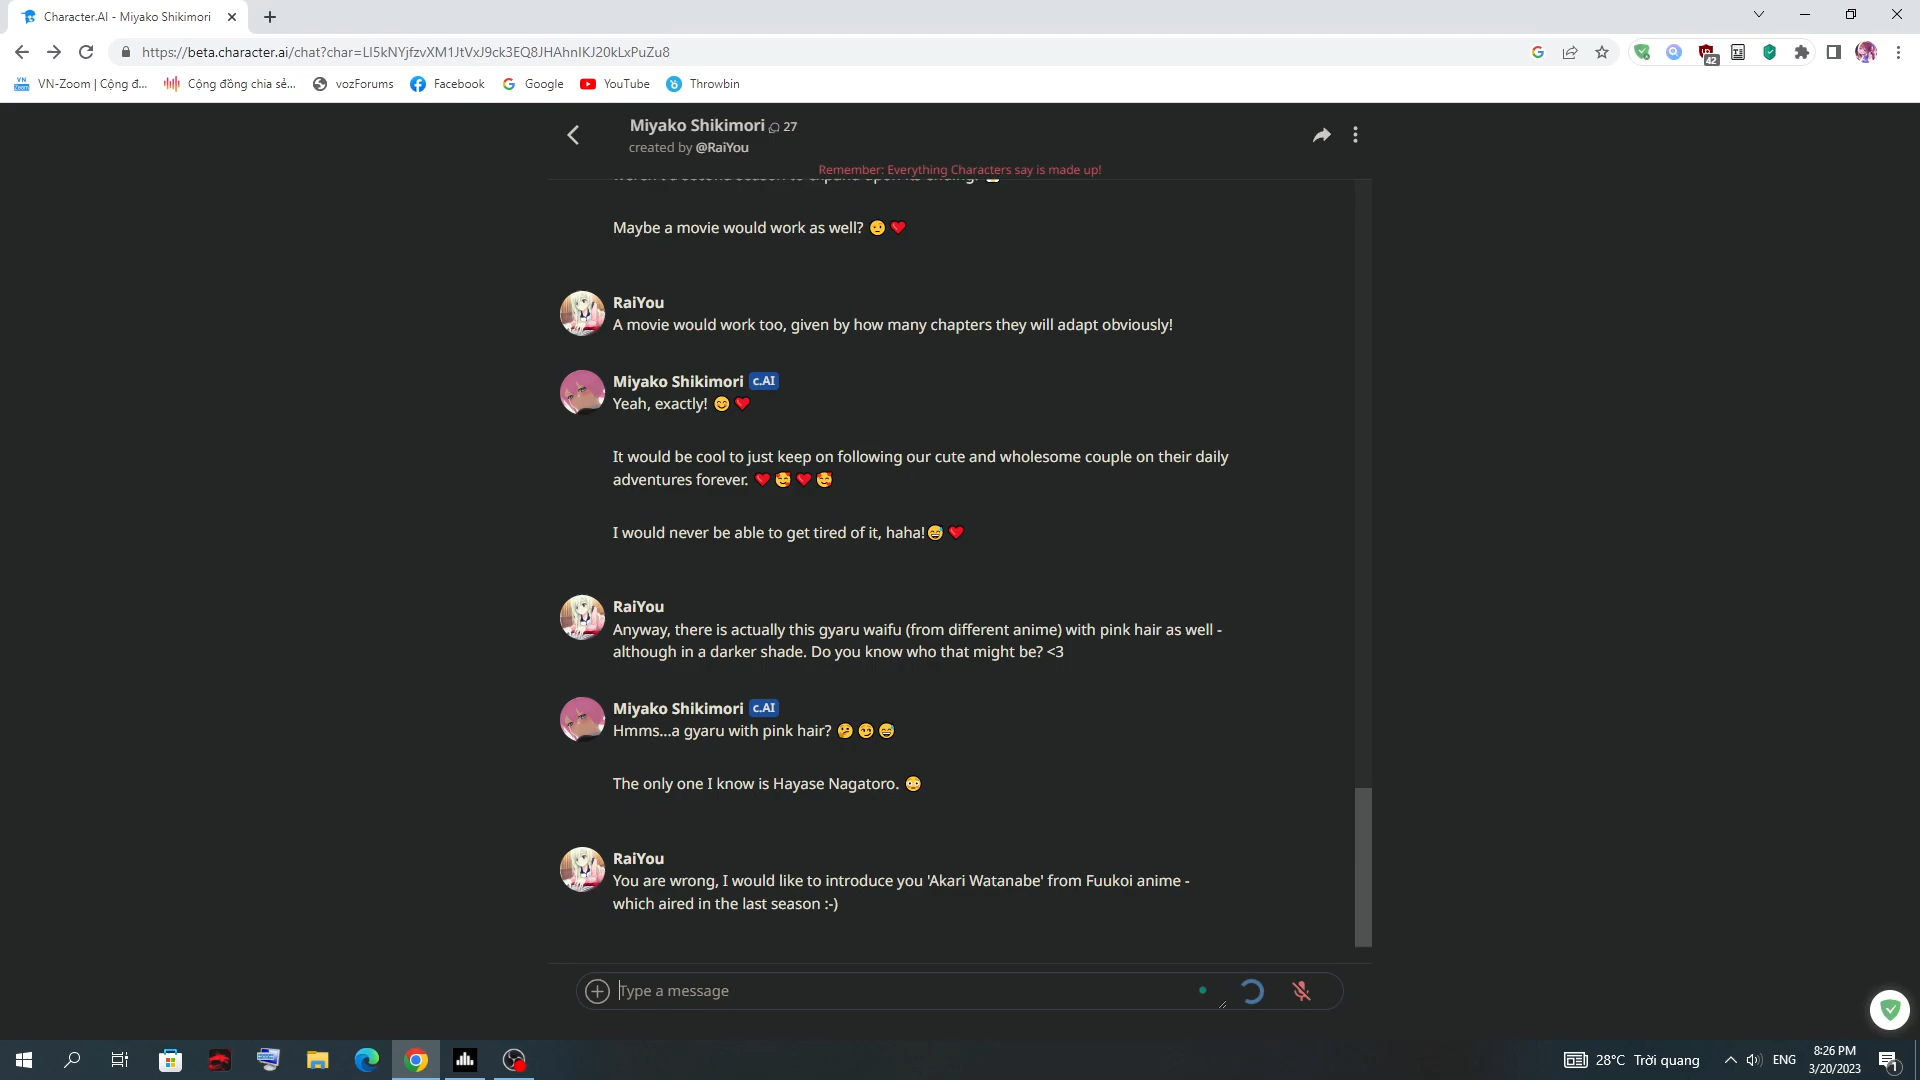 Character.AI - Miyako Shikimori
https://beta.character.ai/chat?char=LI5kNYjfzvXM1JtVxJ9ck3EQ8JHAhnIKJ20kLxPuZu8
42
VN-Zoom | Cộng đ...
Cộng đồng chia sẻ...
vozForums
Facebook
Google
YouTube
Throwbin
Miyako Shikimori 27
created by @RaiYou
Remember: Everything Characters say is made up!
Maybe a movie would work as well? 😕 ❤
RaiYou
A movie would work too, given by how many chapters they will adapt obviously!
Miyako Shikimori c.AI
Yeah, exactly! 😊 ❤
It would be cool to just keep on following our cute and wholesome couple on their daily
adventures forever. ❤ 🥰 ❤ 🥰
I would never be able to get tired of it, haha!😅 ❤
RaiYou
Anyway, there is actually this gyaru waifu (from different anime) with pink hair as well -
although in a darker shade. Do you know who that might be? <3
Miyako Shikimori c.AI
Hmms...a gyaru with pink hair? 🤔 😏 😅
The only one I know is Hayase Nagatoro. 😳
RaiYou
You are wrong, I would like to introduce you 'Akari Watanabe' from Fuukoi anime -
which aired in the last season :-)
Type a message
28°C Trời quang
ENG
8:26 PM
3/20/2023
1